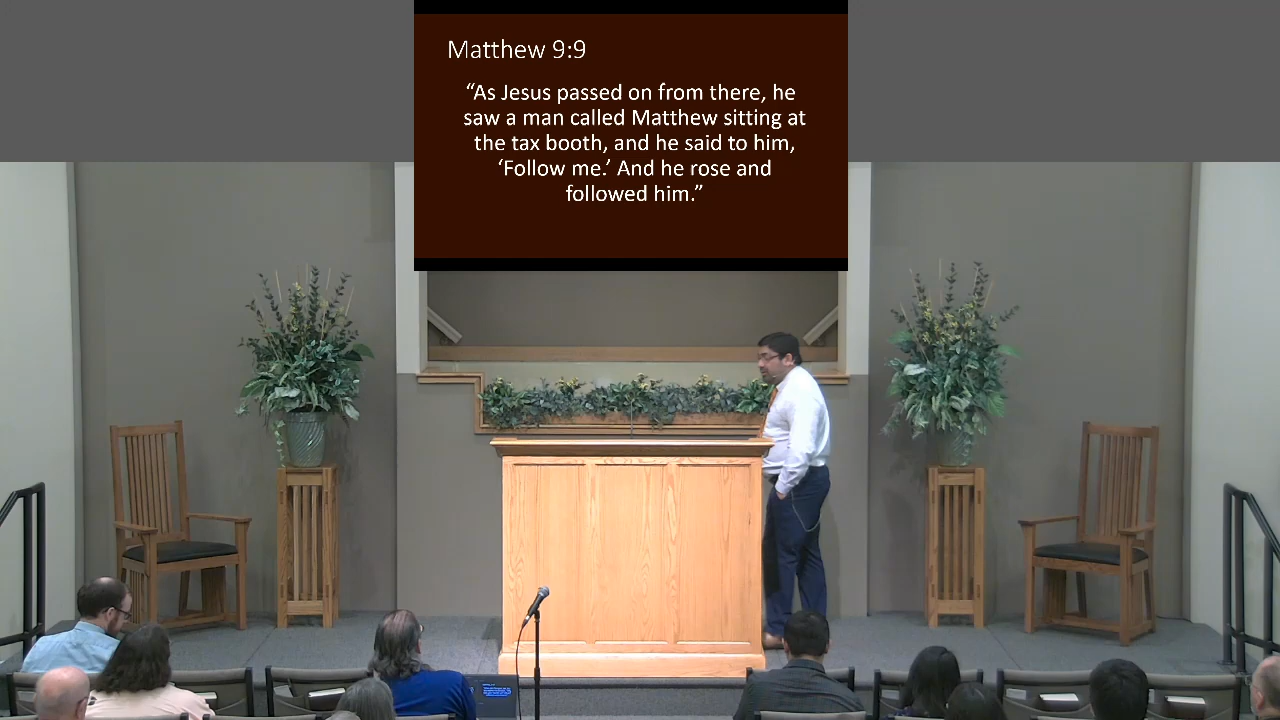 Matthew 9:9
“As Jesus passed on from there, he
saw a man called Matthew sitting at
the tax booth, and he said to him,
‘Follow me.’ And he rose and
followed him.”